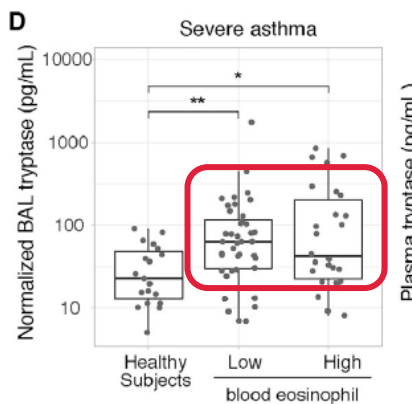 D
Severe asthma
Normalized BAL tryptase (pg/mL)
10000
1000
100
10
*
**
Healthy
Subjects
Low
High
blood eosinophil
Plasma tryptase (pg/mL)